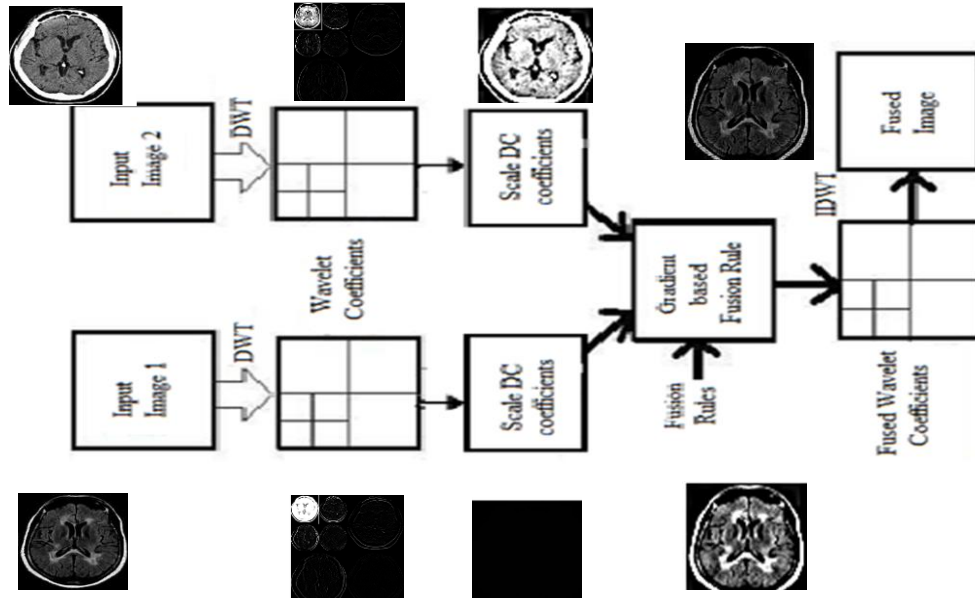 Input
Image 1
DWT
Wavelet
Coefficients
Scale DC
coefficients
Input
Image 2
DWT
Scale DC
coefficients
Fusion
Rules
Gradient
based
Fusion Rule
Fused Wavelet
Coefficients
IDWT
Fused
Image